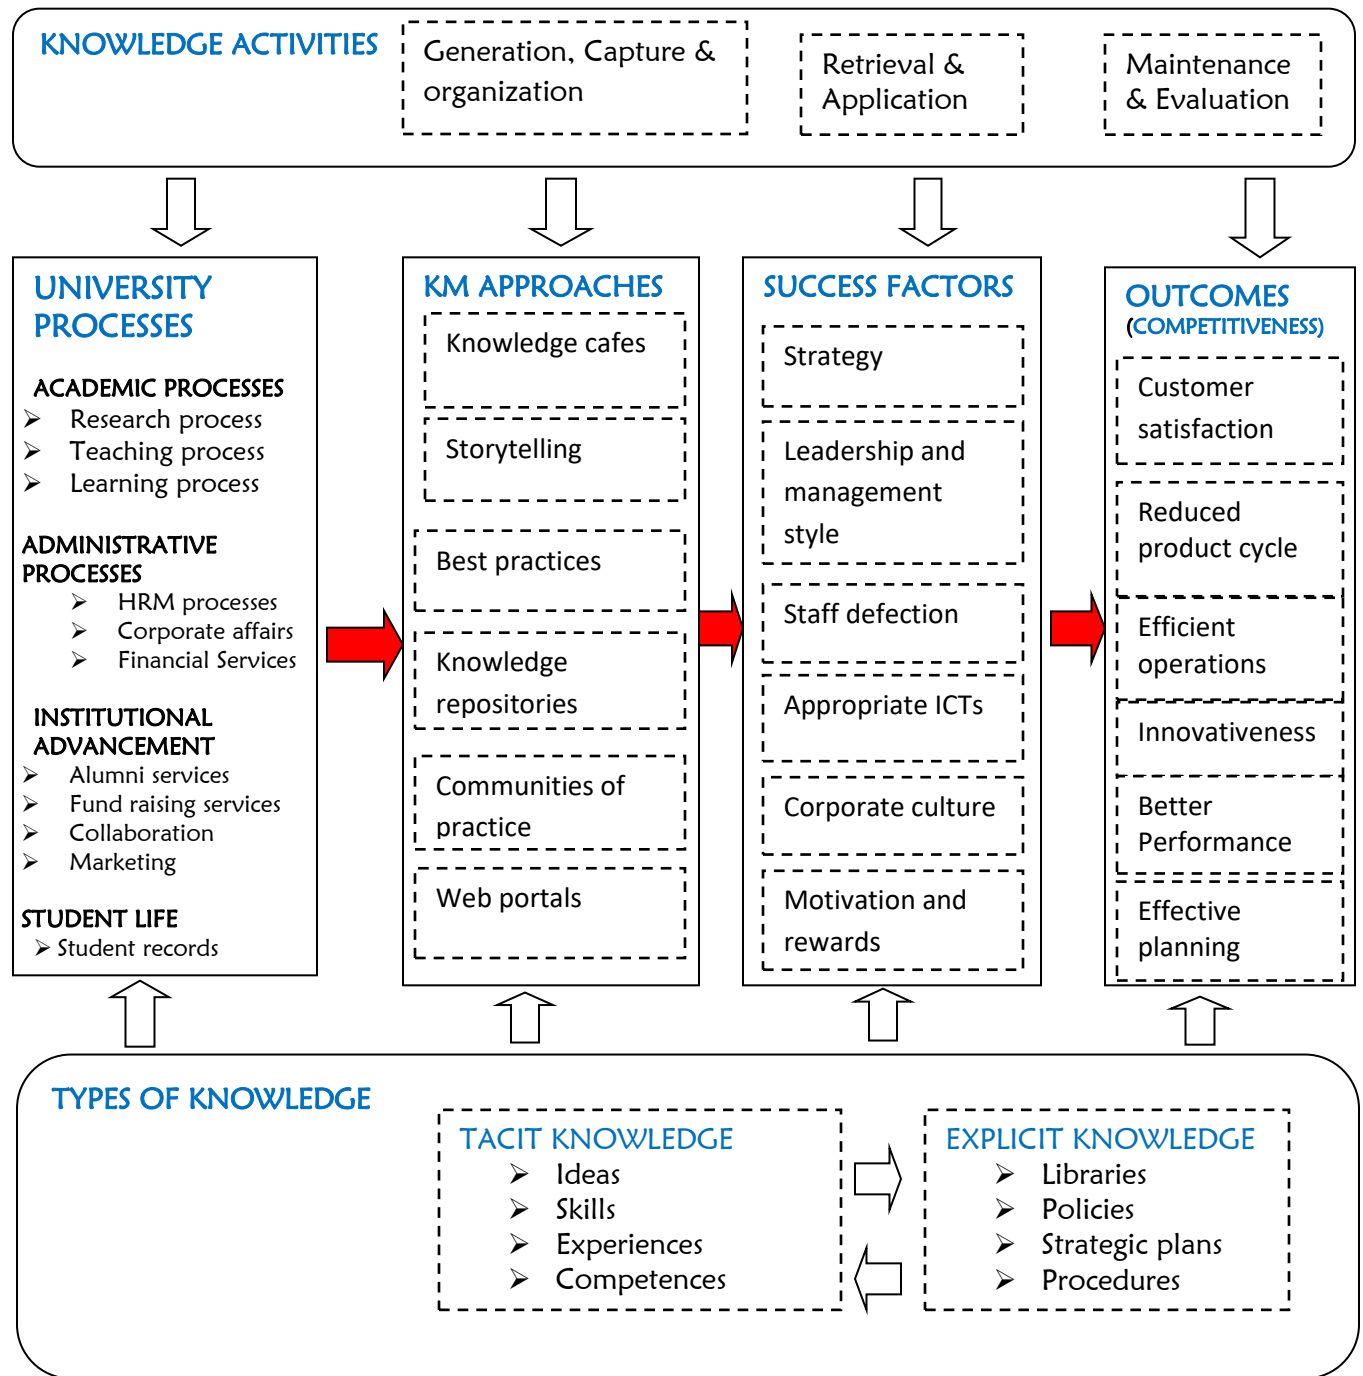 KNOWLEDGE ACTIVITIES
Generation, Capture &
organization
Retrieval &
Application
Maintenance
& Evaluation
UNIVERSITY
PROCESSES
ACADEMIC PROCESSES
➢ Research process
➢ Teaching process
➢ Learning process
ADMINISTRATIVE
PROCESSES
➢ HRM processes
➢ Corporate affairs
➢ Financial Services
INSTITUTIONAL
ADVANCEMENT
➢ Alumni services
➢ Fund raising services
➢ Collaboration
➢ Marketing
STUDENT LIFE
➢ Student records
KM APPROACHES
Knowledge cafes
Storytelling
Best practices
Knowledge
repositories
Communities of
practice
Web portals
SUCCESS FACTORS
Strategy
Leadership and
management
style
Staff defection
Appropriate ICTs
Corporate culture
Motivation and
rewards
OUTCOMES
(COMPETITIVENESS)
Customer
satisfaction
Reduced
product cycle
Efficient
operations
Innovativeness
Better
Performance
Effective
planning
TYPES OF KNOWLEDGE
TACIT KNOWLEDGE
➢ Ideas
➢ Skills
➢ Experiences
➢ Competences
EXPLICIT KNOWLEDGE
➢ Libraries
➢ Policies
➢ Strategic plans
➢ Procedures